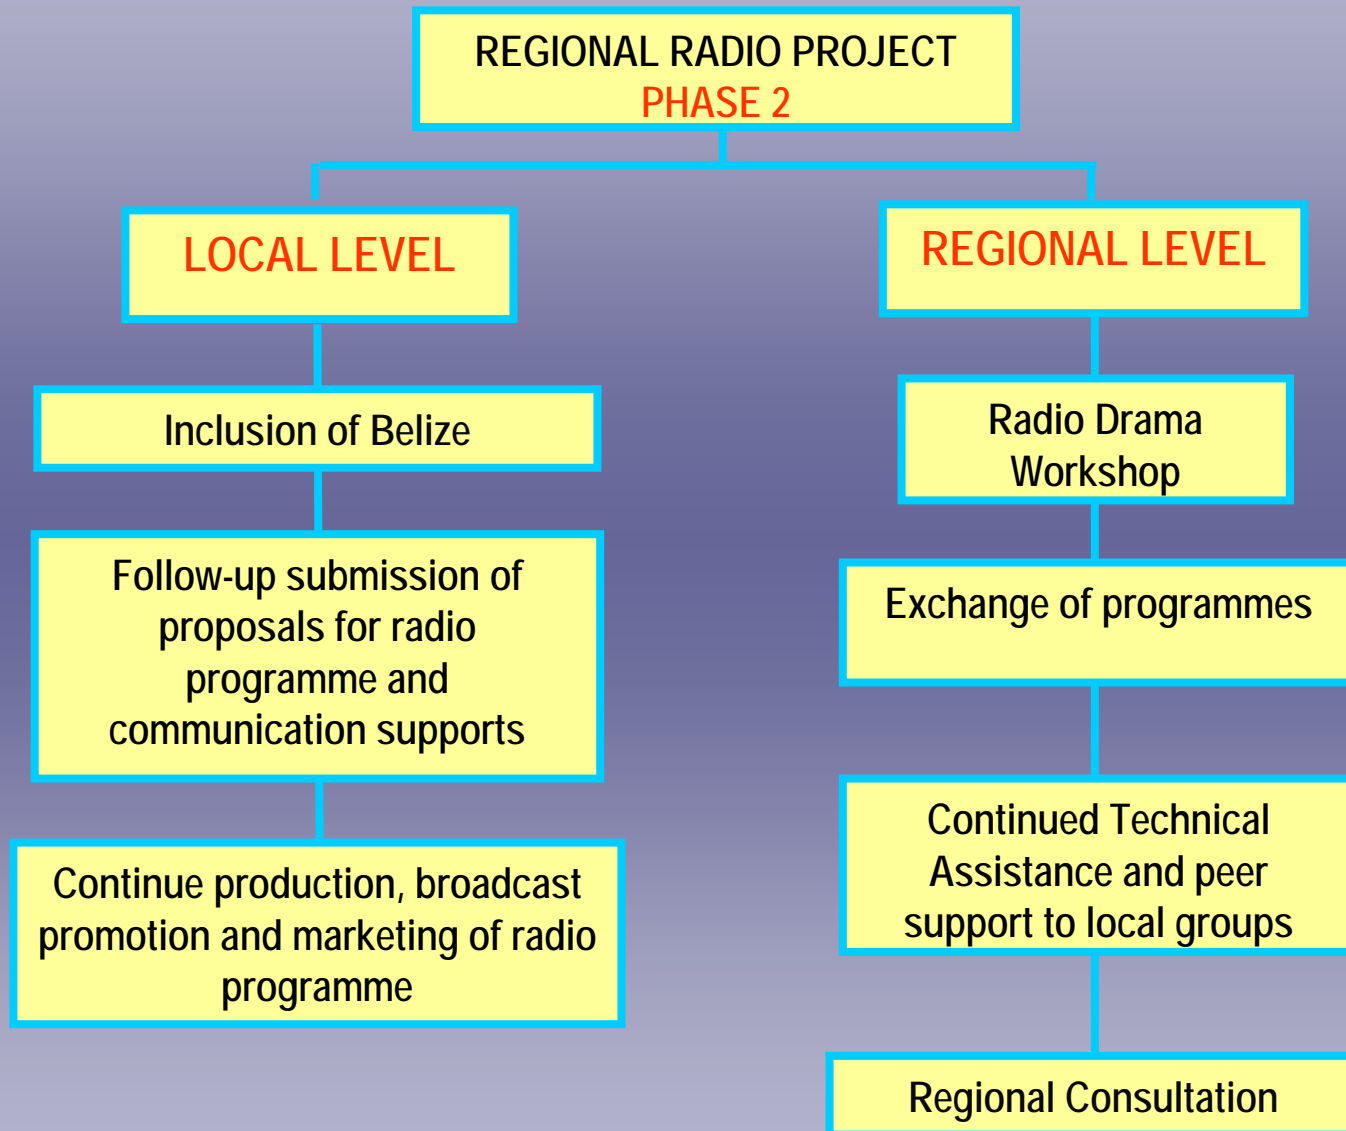 REGIONAL RADIO PROJECT
PHASE 2
LOCAL LEVEL
Inclusion of Belize
Follow-up submission of
proposals for radio
programme and
communication supports
Continue production, broadcast
promotion and marketing of radio
programme
REGIONAL LEVEL
Radio Drama
Workshop
Exchange of programmes
Continued Technical
Assistance and peer
support to local groups
Regional Consultation